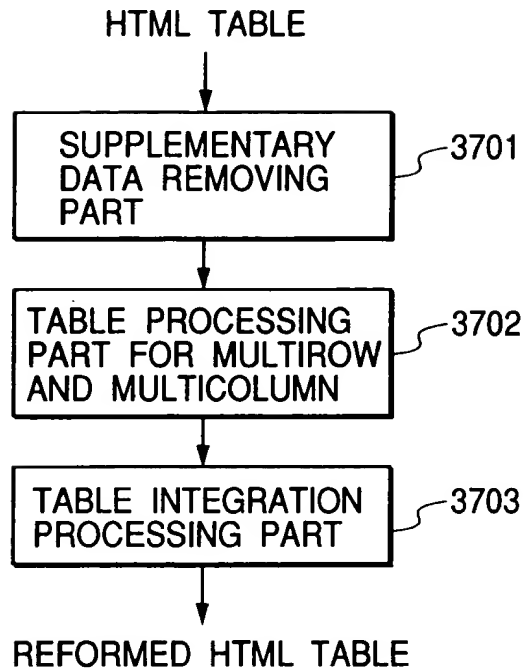 HTML TABLE
SUPPLEMENTARY
DATA REMOVING
PART
3701
TABLE PROCESSING
PART FOR MULTIROW
AND MULTICOLUMN
3702
TABLE INTEGRATION
PROCESSING PART
3703
REFORMED HTML TABLE